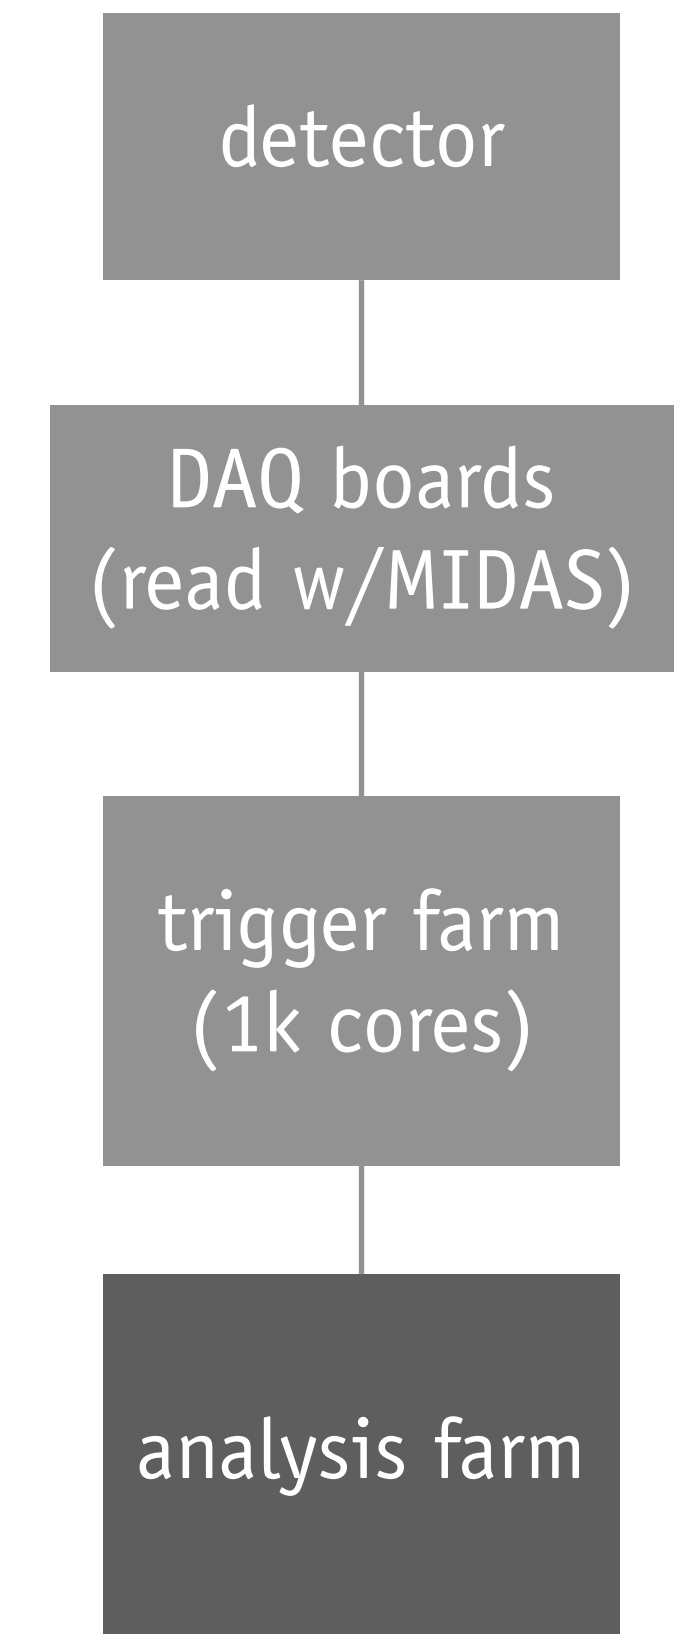 detector
DAQ boards
(read w/MIDAS)
trigger farm
(1k cores)
analysis farm